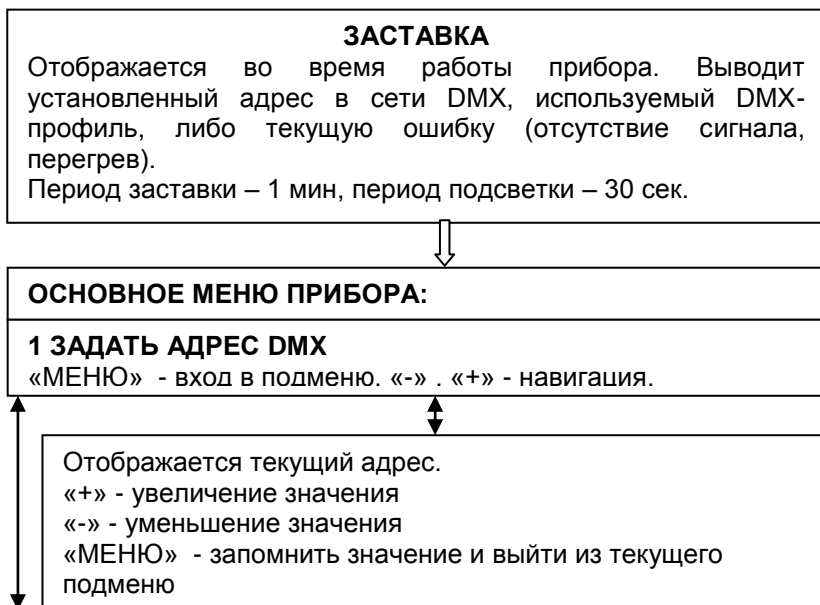 ЗАСТАВКА
Отображается во время работы прибора. Выводит
установленный адрес в сети DMX, используемый DMX-
профиль, либо текущую ошибку (отсутствие сигнала,
перегрев).
Период заставки – 1 мин, период подсветки – 30 сек.
ОСНОВНОЕ МЕНЮ ПРИБОРА:
1 ЗАДАТЬ АДРЕС DMX
«МЕНЮ» - вход в подменю. «-» , «+» - навигация.
Отображается текущий адрес.
«+» - увеличение значения
«-» - уменьшение значения
«МЕНЮ» - запомнить значение и выйти из текущего
подменю